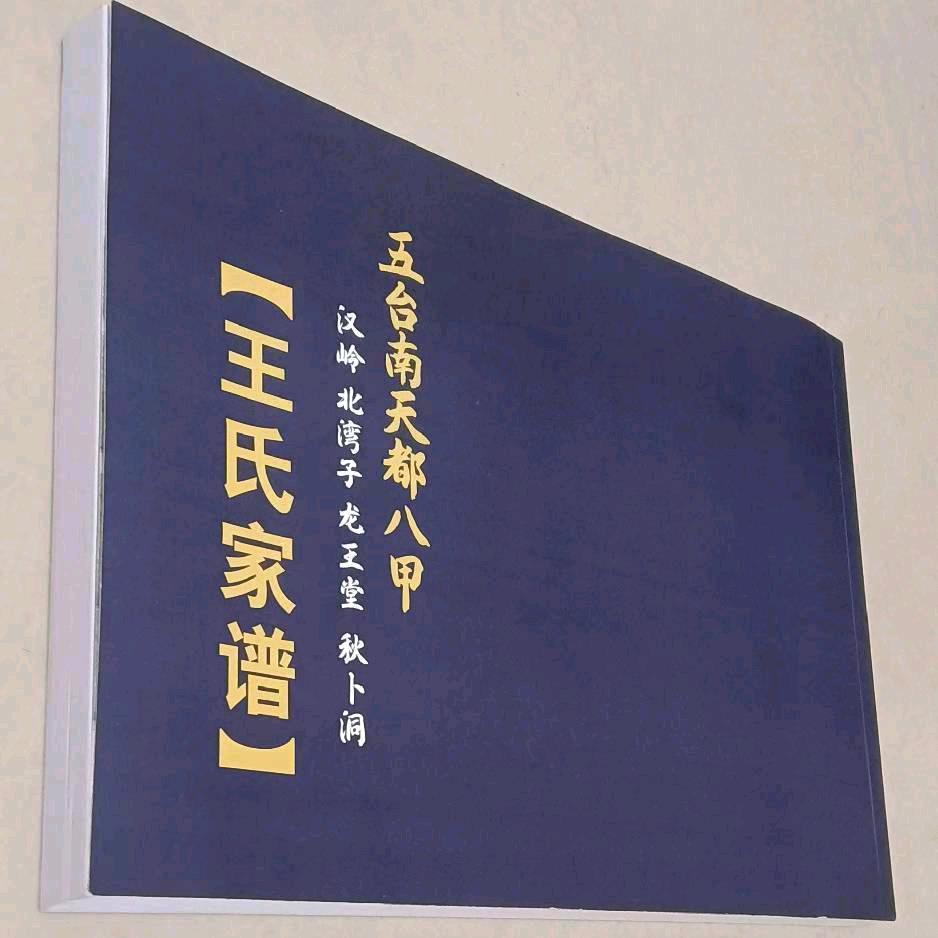 五台南天都八甲
汉岭 北湾子 龙王堂 秋卜洞
【王氏家谱】